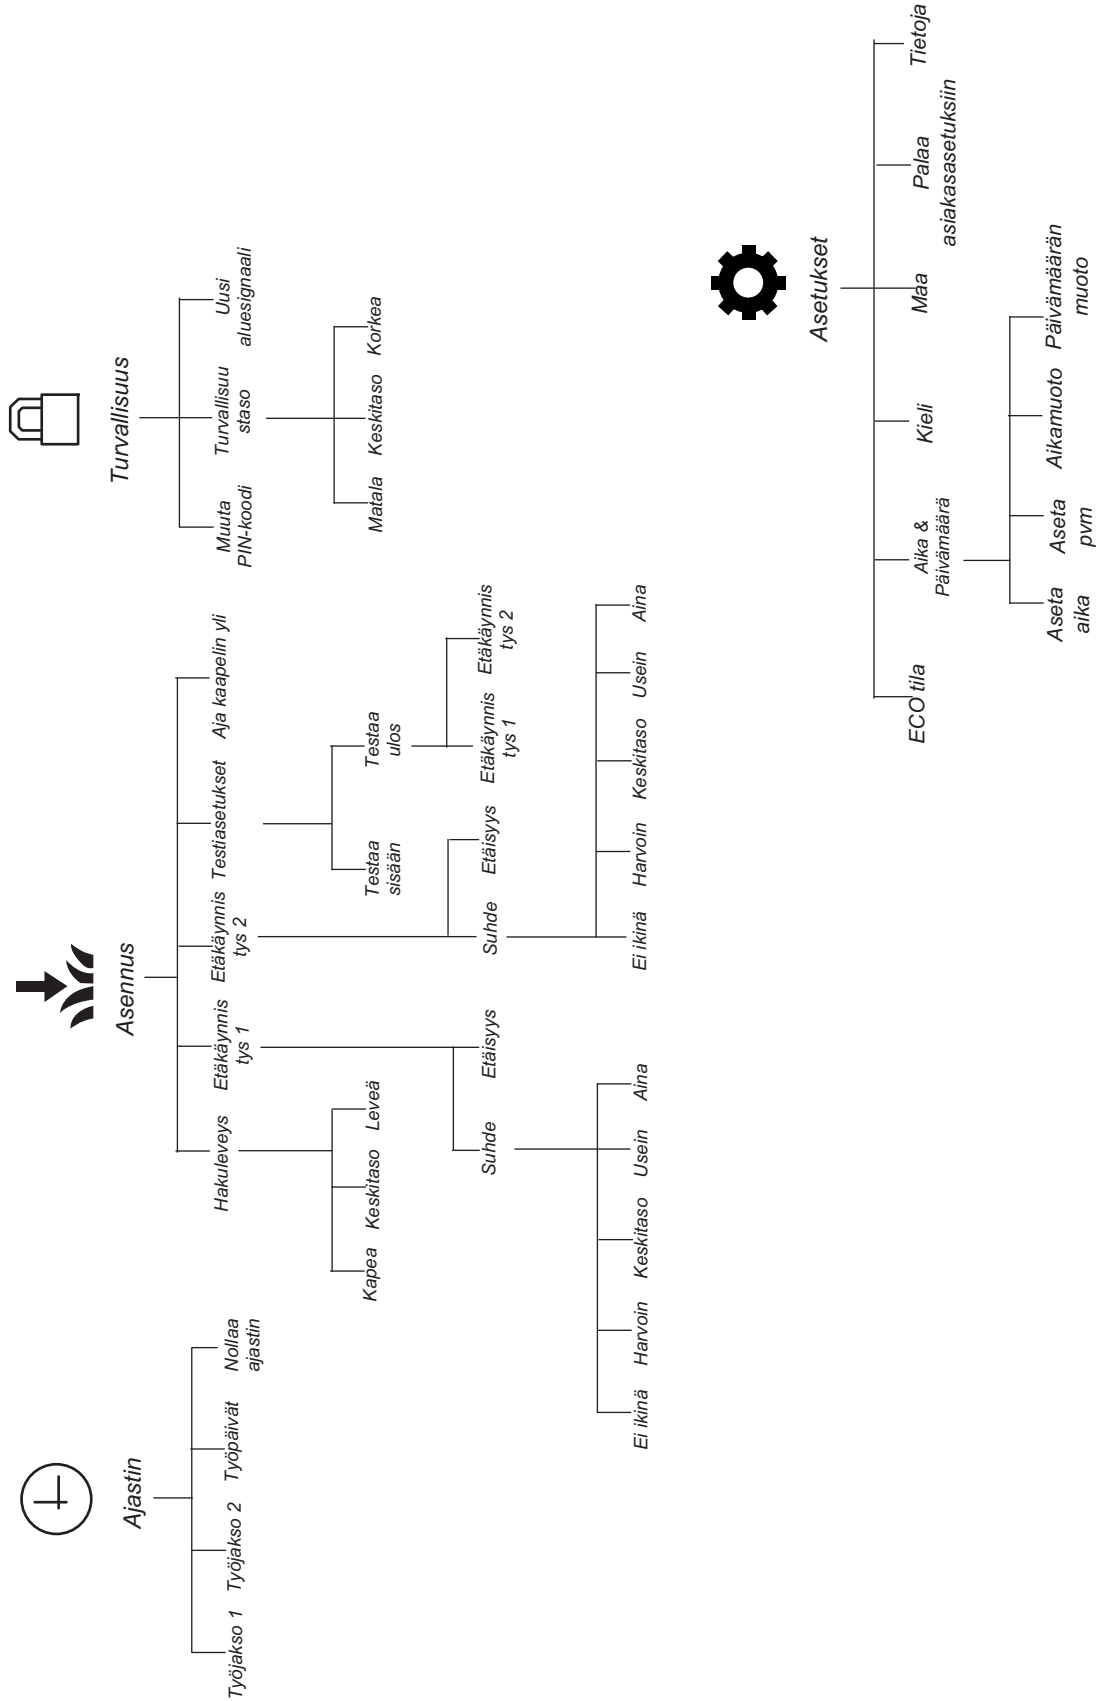 Ajastin
Työjakso 1
Työjakso 2
Työpäivät
Nollaa
ajastin
Asennus
Hakuleveys
Etäkäynnis
tys 1
Etäkäynnis
tys 2
Testiasetukset
Aja kaapelin yli
Kapea
Keskitaso
Leveä
Testaa
sisään
Testaa
ulos
Suhde
Etäisyys
Suhde
Etäisyys
Etäkäynnis
tys 1
Etäkäynnis
tys 2
Ei ikinä
Harvoin
Keskitaso
Usein
Aina
Ei ikinä
Harvoin
Keskitaso
Usein
Aina
Turvallisuus
Muuta
PIN-koodi
Turvallisuu
staso
Uusi
aluesignaali
Matala
Keskitaso
Korkea
Asetukset
ECO tila
Aika &
Päivämäärä
Kieli
Maa
Palaa
asiakasasetuksiin
Tietoja
Aseta
aika
Aseta
pvm
Aikamuoto
Päivämäärän
muoto